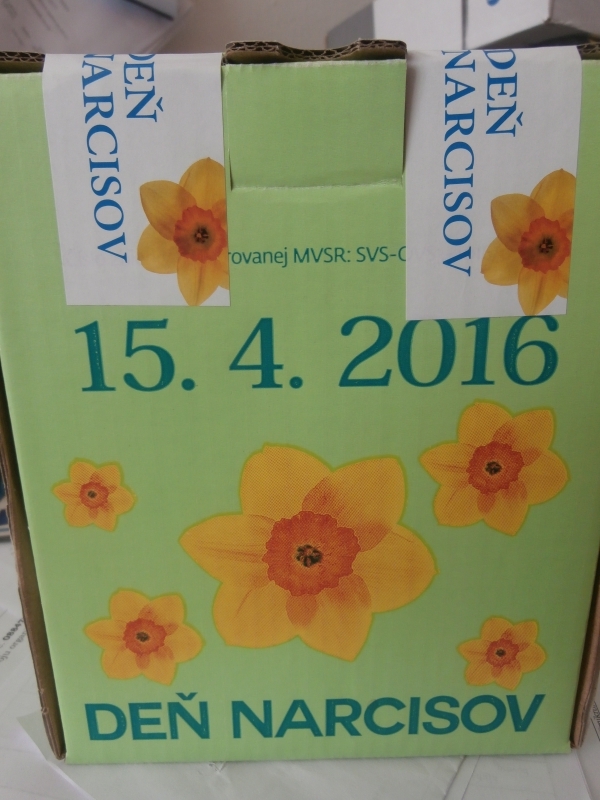 DEŇ
NARCISOV
DEŇ
NARCISOV
rovanej MVSR: SVS-
15. 4. 2016
DEŇ NARCISOV